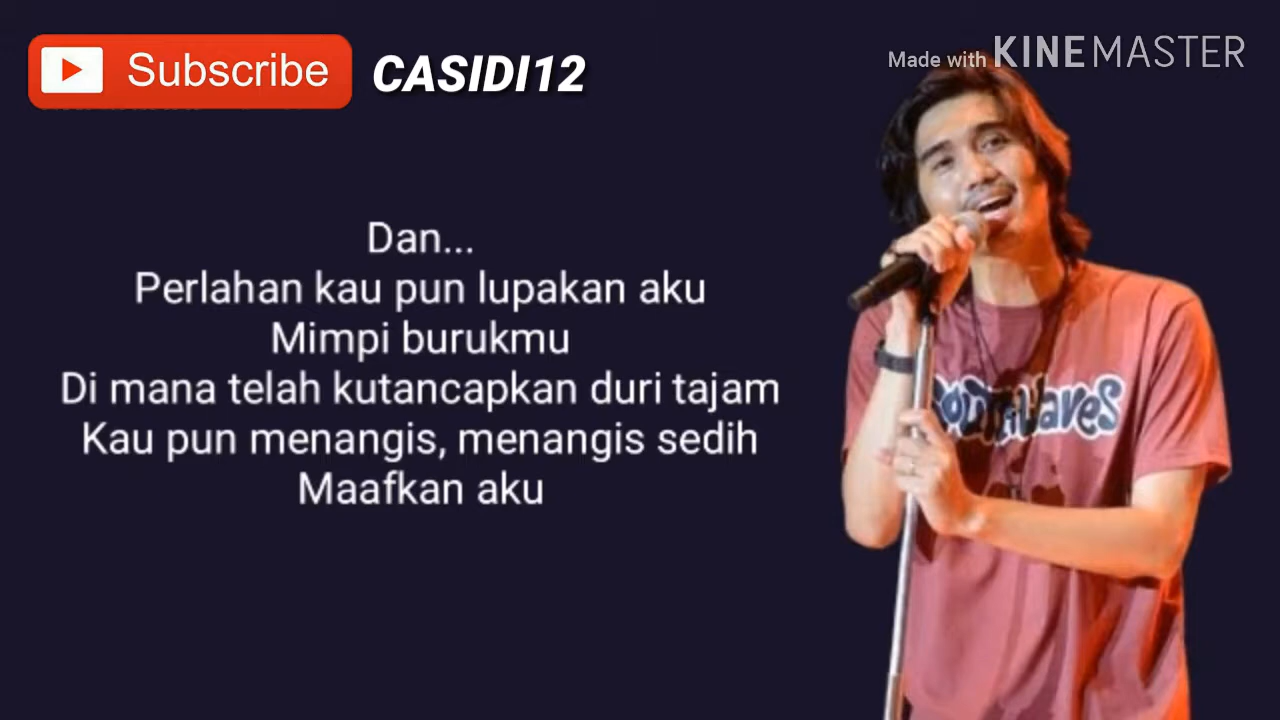 Subscribe
CASIDI12
Made with KINEMASTER
Dan...
Perlahan kau pun lupakan aku
Mimpi burukmu
Di mana telah kutancapkan duri tajam
Kau pun menangis, menangis sedih
Maafkan aku